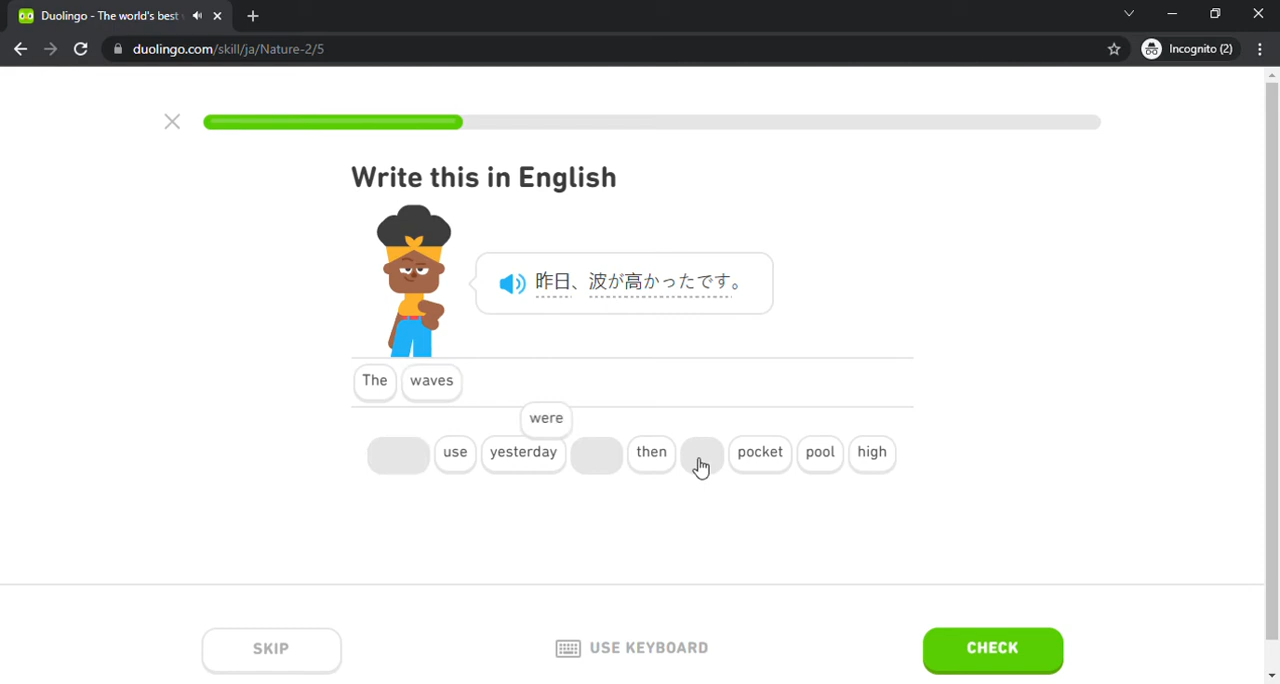 Duolingo - The world's best
duolingo.com/skill/ja/Nature-2/5
Incognito (2)
Write this in English
昨日、波が高かったです。
The waves
were
use yesterday then pocket pool high
SKIP
USE KEYBOARD
CHECK